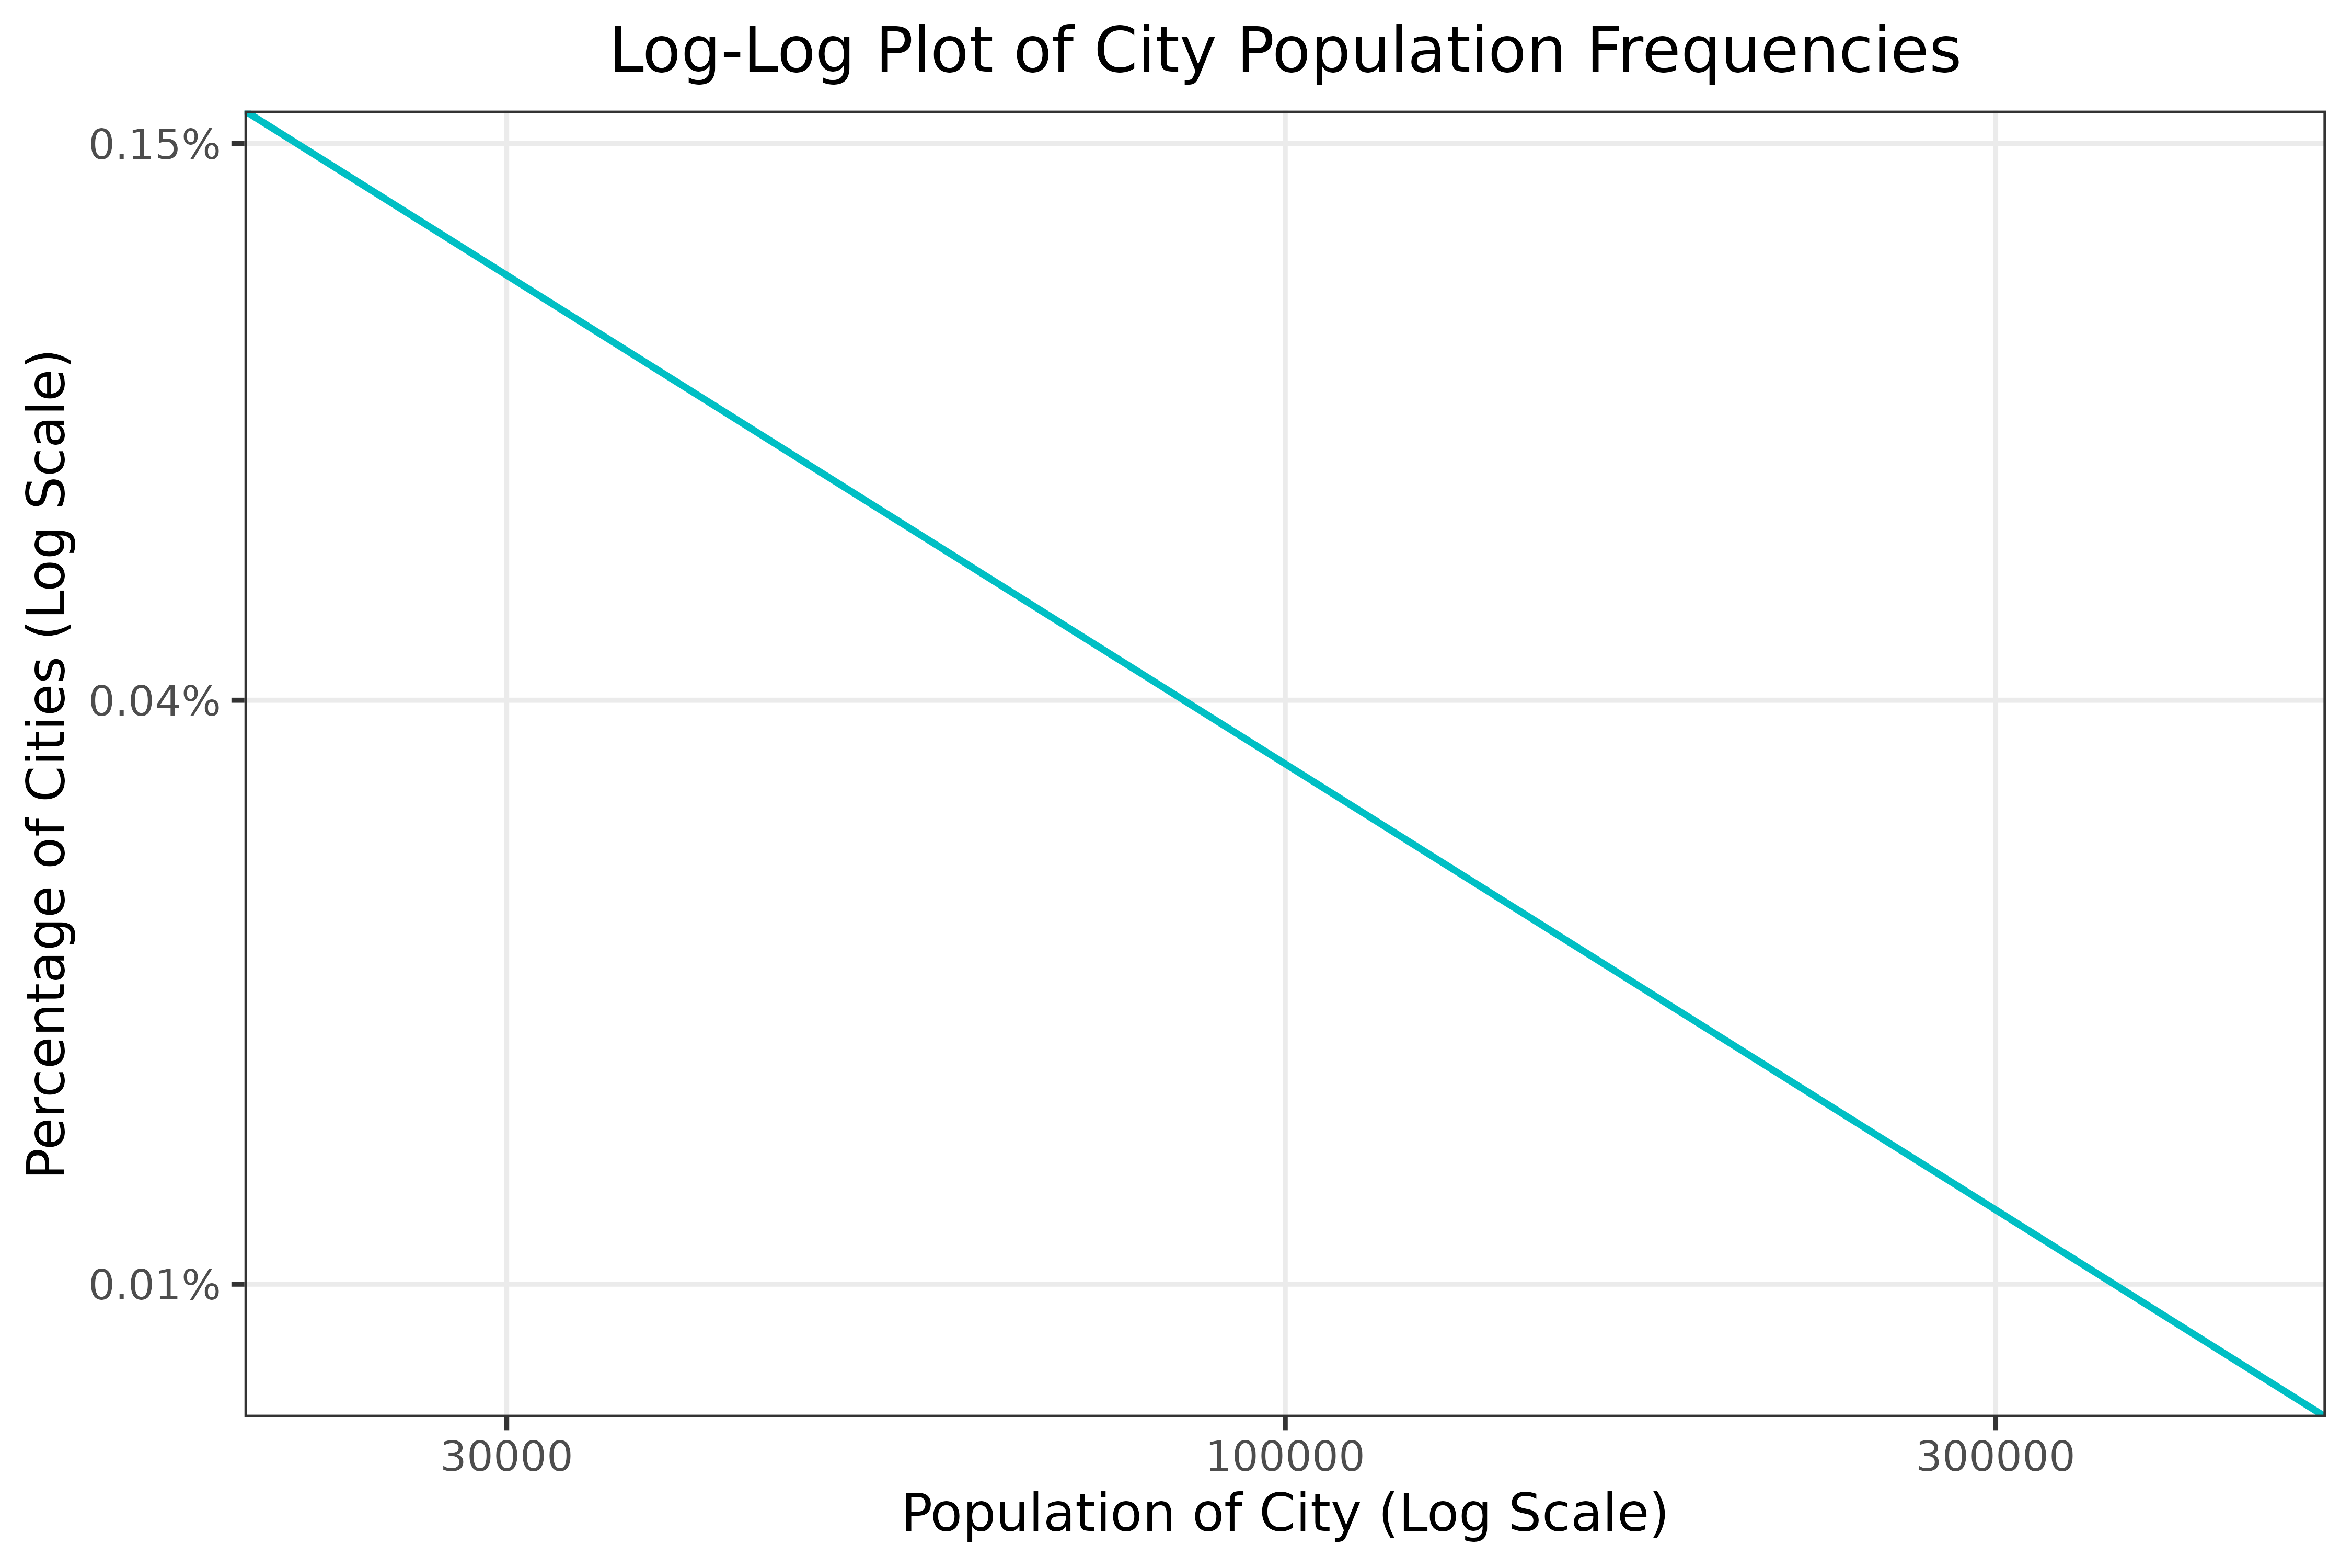 Log-Log Plot of City Population Frequencies
Percentage of Cities (Log Scale)
0.15%
0.04%
0.01%
30000
100000
300000
Population of City (Log Scale)